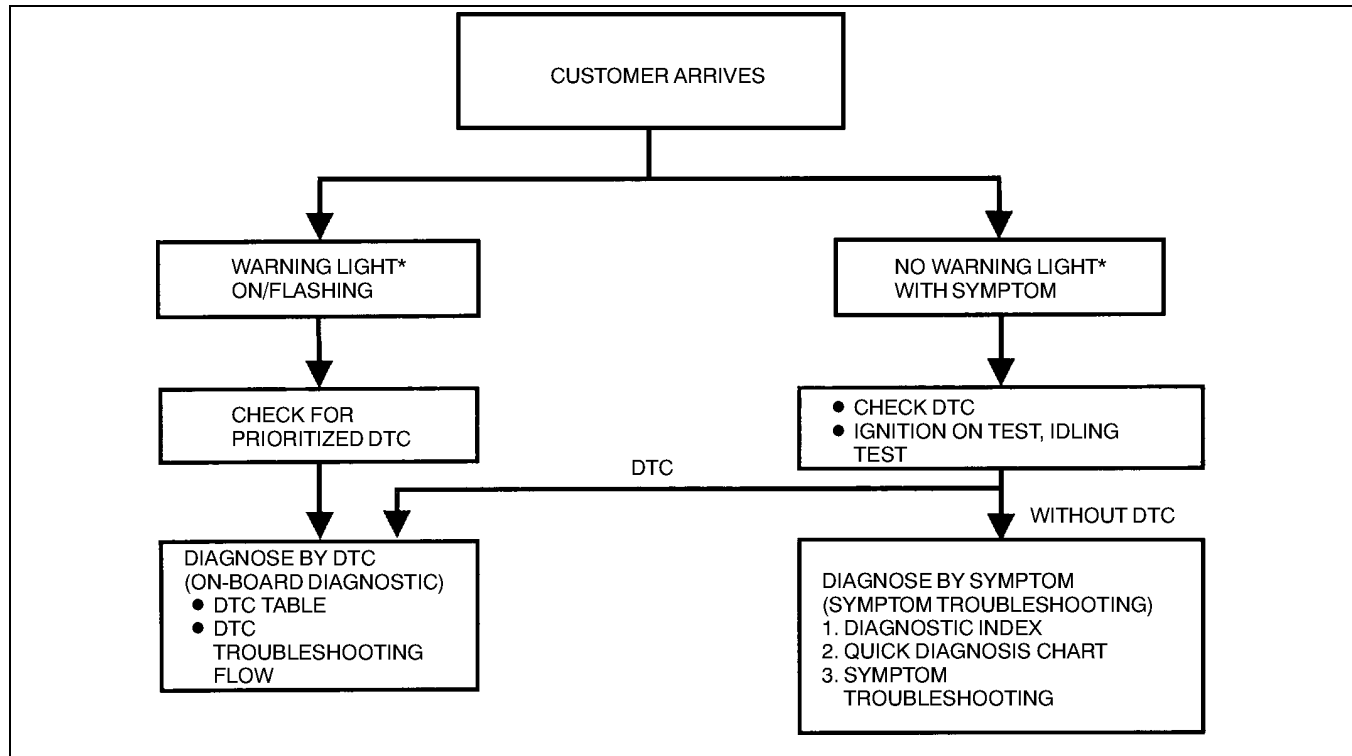 CUSTOMER ARRIVES
WARNING LIGHT*
ON/FLASHING
NO WARNING LIGHT*
WITH SYMPTOM
CHECK FOR
PRIORITIZED DTC
● CHECK DTC
● IGNITION ON TEST, IDLING
TEST
DTC
WITHOUT DTC
DIAGNOSE BY DTC
(ON-BOARD DIAGNOSTIC)
● DTC TABLE
● DTC
TROUBLESHOOTING
FLOW
DIAGNOSE BY SYMPTOM
(SYMPTOM TROUBLESHOOTING)
1. DIAGNOSTIC INDEX
2. QUICK DIAGNOSIS CHART
3. SYMPTOM
TROUBLESHOOTING